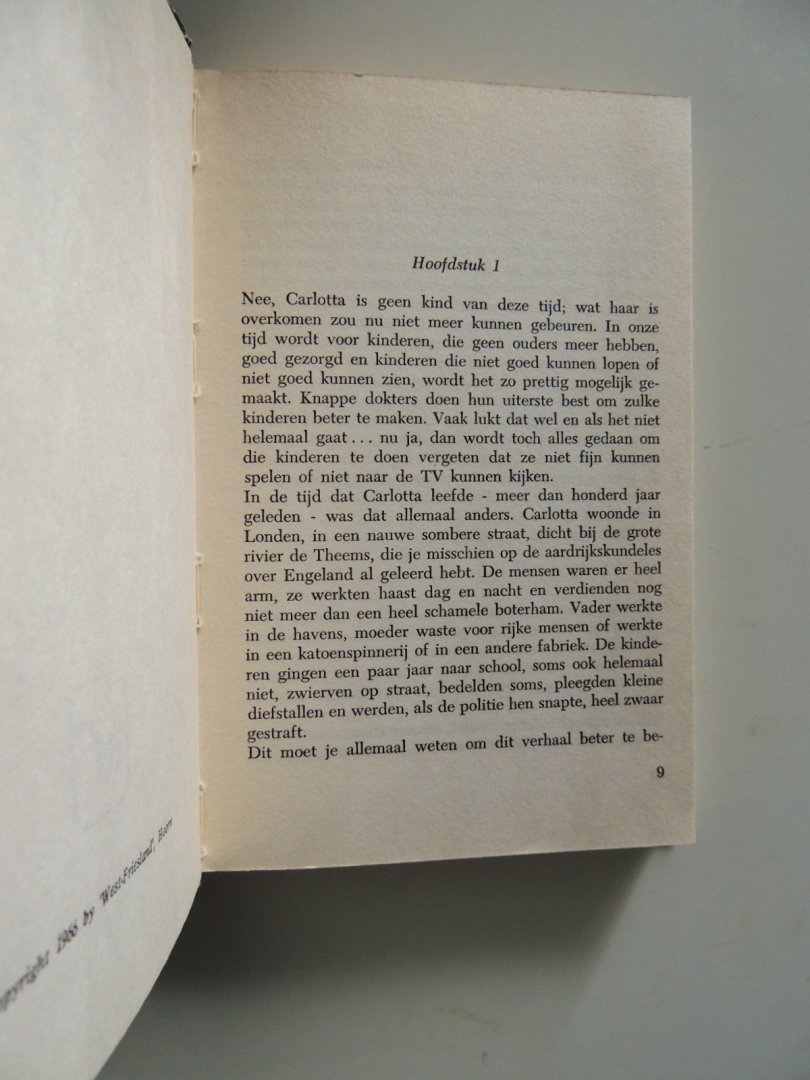 Copyright 1966 by 'West-Friesland', Hoorn
Hoofdstuk 1
Nee, Carlotta is geen kind van deze tijd; wat haar is
overkomen zou nu niet meer kunnen gebeuren. In onze
tijd wordt voor kinderen, die geen ouders meer hebben,
goed gezorgd en kinderen die niet goed kunnen lopen of
niet goed kunnen zien, wordt het zo prettig mogelijk ge-
maakt. Knappe dokters doen hun uiterste best om zulke
kinderen beter te maken. Vaak lukt dat wel en als het niet
helemaal gaat... nu ja, dan wordt toch alles gedaan om
die kinderen te doen vergeten dat ze niet fijn kunnen
spelen of niet naar de TV kunnen kijken.
In de tijd dat Carlotta leefde - meer dan honderd jaar
geleden - was dat allemaal anders. Carlotta woonde in
Londen, in een nauwe sombere straat, dicht bij de grote
rivier de Theems, die je misschien op de aardrijkskundeles
over Engeland al geleerd hebt. De mensen waren er heel
arm, ze werkten haast dag en nacht en verdienden nog
niet meer dan een heel schamele boterham. Vader werkte
in de havens, moeder waste voor rijke mensen of werkte
in een katoenspinnerij of in een andere fabriek. De kinde-
ren gingen een paar jaar naar school, soms ook helemaal
niet, zwierven op straat, bedelden soms, pleegden kleine
diefstallen en werden, als de politie hen snapte, heel zwaar
gestraft.
Dit moet je allemaal weten om dit verhaal beter te be-
9